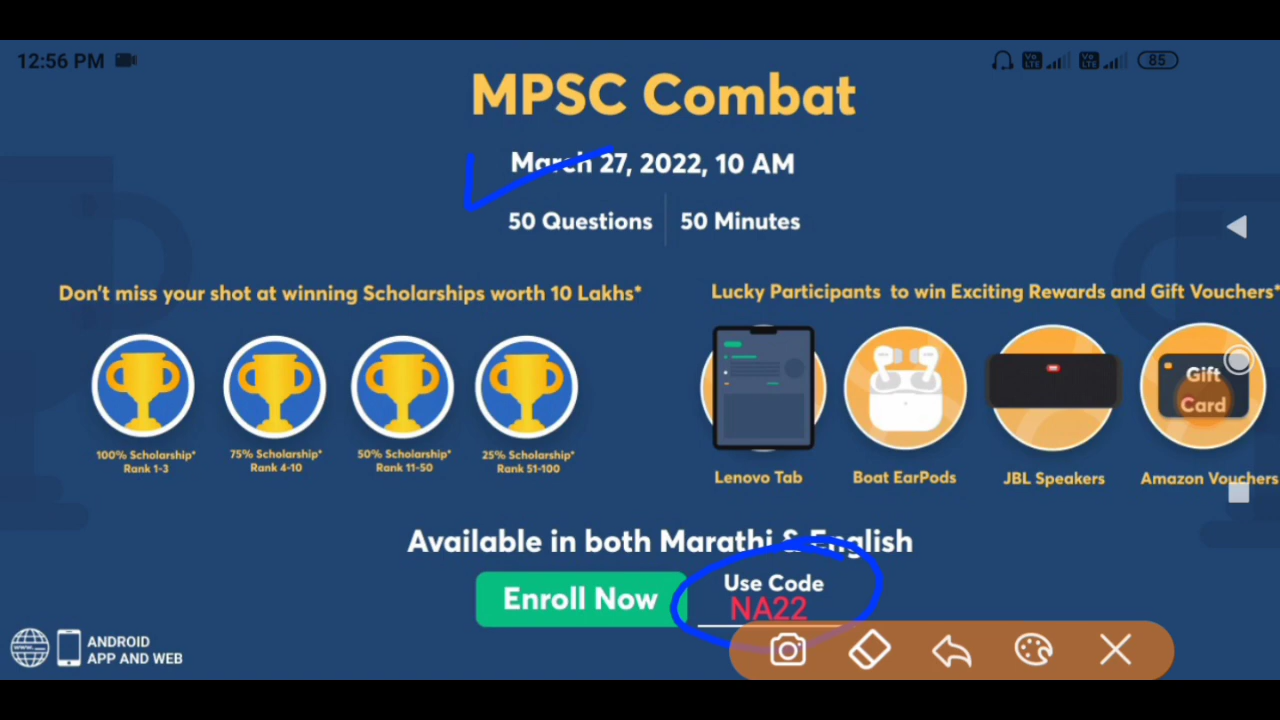 12:56 PM
Vo LTE Vo LTE 85
MPSC Combat
March 27, 2022, 10 AM
50 Questions 50 Minutes
Don't miss your shot at winning Scholarships worth 10 Lakhs*
Lucky Participants to win Exciting Rewards and Gift Vouchers*
100% Scholarship*
Rank 1-3
75% Scholarship*
Rank 4-10
50% Scholarship*
Rank 11-50
25% Scholarship*
Rank 51-100
Gift
Card
Lenovo Tab
Boat EarPods
JBL Speakers
Amazon Vouchers
Available in both Marathi & English
Enroll Now
Use Code
NA22
ANDROID
APP AND WEB